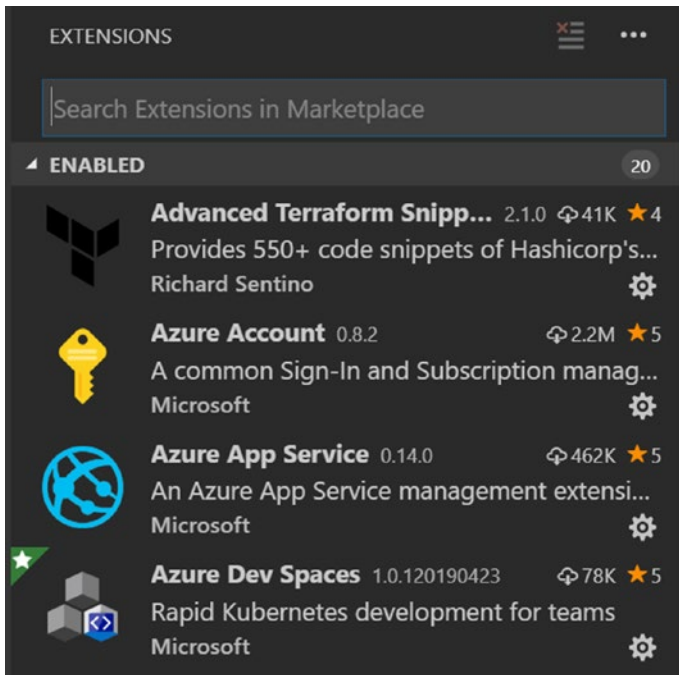 EXTENSIONS
Search Extensions in Marketplace
ENABLED 20
Advanced Terraform Snipp... 2.1.0 41K 4
Provides 550+ code snippets of Hashicorp's...
Richard Sentino
Azure Account 0.8.2 2.2M 5
A common Sign-In and Subscription manag...
Microsoft
Azure App Service 0.14.0 462K 5
An Azure App Service management extensi...
Microsoft
Azure Dev Spaces 1.0.120190423 78K 5
Rapid Kubernetes development for teams
Microsoft